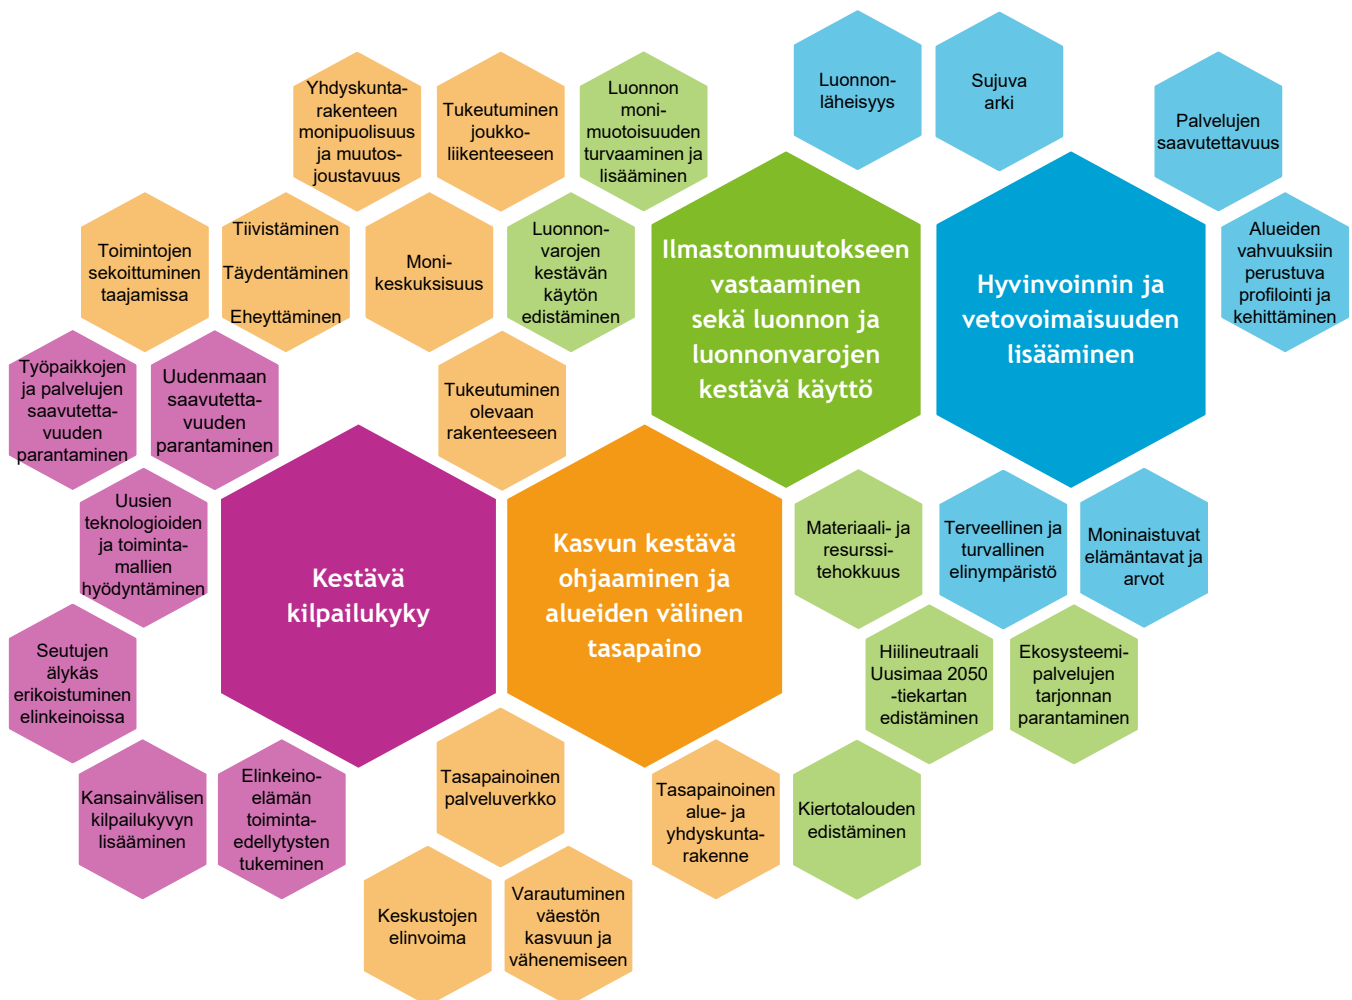 Luonnon-
läheisyys
Sujuva
arki
Palvelujen
saavutettavuus
Yhdyskunta-
rakenteen
monipuolisuus
ja muutos-
joustavuus
Tukeutuminen
joukko-
liikenteeseen
Luonnon
moni-
muotoisuuden
turvaaminen ja
lisääminen
Toimintojen
sekoittuminen
taajamissa
Tiivistäminen
Täydentäminen
Eheyttäminen
Moni-
keskuksisuus
Luonnon-
varojen
kestävän
käytön
edistäminen
Ilmastonmuutokseen
vastaaminen
sekä luonnon ja
luonnonvarojen
kestävä käyttö
Hyvinvoinnin ja
vetovoimaisuuden
lisääminen
Alueiden
vahvuuksiin
perustuva
profilointi ja
kehittäminen
Työpaikkojen
ja palvelujen
saavutetta-
vuuden
parantaminen
Uudenmaan
saavutetta-
vuuden
parantaminen
Tukeutuminen
olevaan
rakenteeseen
Uusien
teknologioiden
ja toiminta-
mallien
hyödyntäminen
Kestävä
kilpailukyky
Kasvun kestävä
ohjaaminen ja
alueiden välinen
tasapaino
Materiaali- ja
resurssi-
tehokkuus
Terveellinen ja
turvallinen
elinympäristö
Moninaistuvat
elämäntavat ja
arvot
Seutujen
älykäs
erikoistuminen
elinkeinoissa
Hiilineutraali
Uusimaa 2050
-tiekartan
edistäminen
Ekosysteemi-
palvelujen
tarjonnan
parantaminen
Kansainvälisen
kilpailukyvyn
lisääminen
Elinkeino-
elämän
toiminta-
edellytysten
tukeminen
Tasapainoinen
palveluverkko
Tasapainoinen
alue- ja
yhdyskunta-
rakenne
Kiertotalouden
edistäminen
Keskustojen
elinvoima
Varautuminen
väestön
kasvuun ja
vähenemiseen